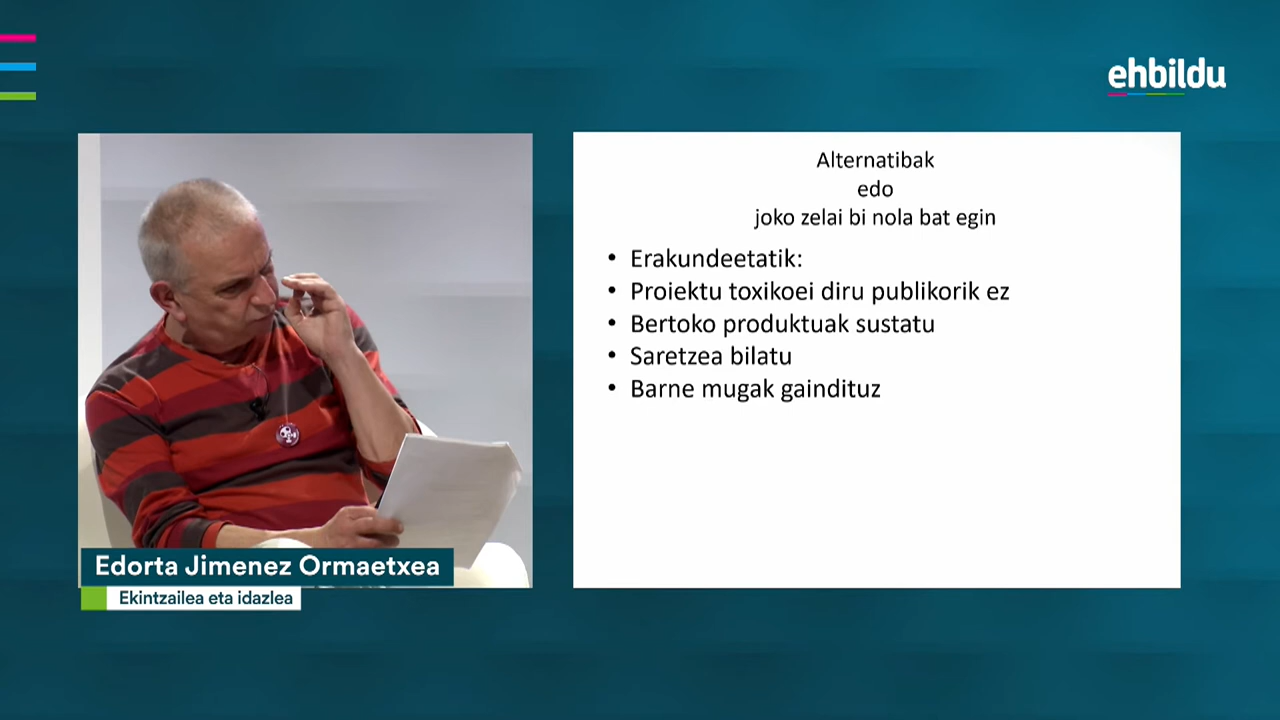 ehbildu
Alternatibak
edo
joko zelai bi nola bat egin
• Erakundeetatik:
• Proiektu toxikoei diru publikorik ez
• Bertoko produktuak sustatu
• Saretzea bilatu
• Barne mugak gaindituz
Edorta Jimenez Ormaetxea
Ekintzailea eta idazlea